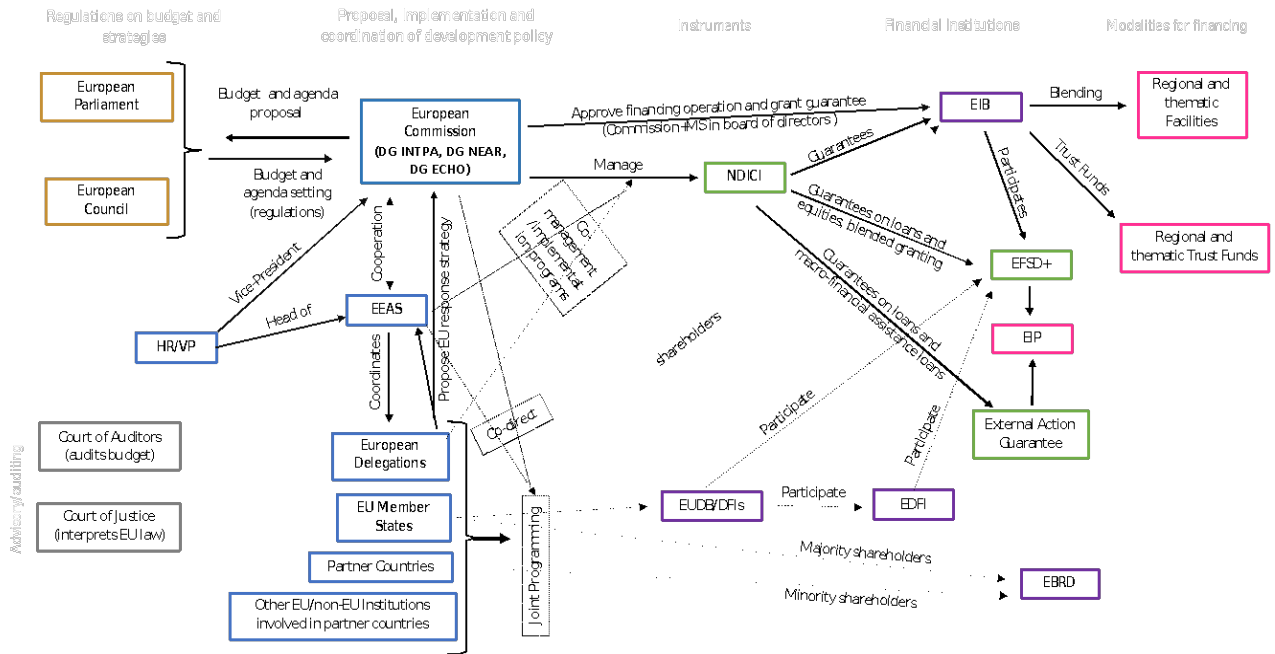 Regulations on budget and
strategies
Proposal, implementation and
coordination of development policy
Instruments
Financial Institutions
Modalities for financing
European
Parliament
European
Council
Budget and agenda
proposal
Budget and
agenda setting
(regulations)
European
Commission
(DG INTPA, DG NEAR,
DG ECHO)
Approve financing operation and grant guarantee
(Commission+MS in board of directors )
Manage
EIB
Blending
Regional and
thematic
Facilities
Guarantees
NDICI
Participates
Trust Funds
Guarantees on loans and
equities, blended granting
Regional and
thematic Trust Funds
EFSD+
Vice-President
Cooperation
Propose EU response strategy
Co-
management
/implementat
ion/programs
Guarantees on loans and
macro-financial assistance loans
Head of
EEAS
shareholders
EIP
HR/VP
Coordinates
Co-direct
Participate
Participate
External Action
Guarantee
Advisory/auditing
Court of Auditors
(audits budget)
Court of Justice
(interprets EU law)
European
Delegations
EU Member
States
Partner Countries
Other EU/non-EU Institutions
involved in partner countries
Joint Programming
EUDB/DFIs
Participate
EDFI
Majority shareholders
Minority shareholders
EBRD